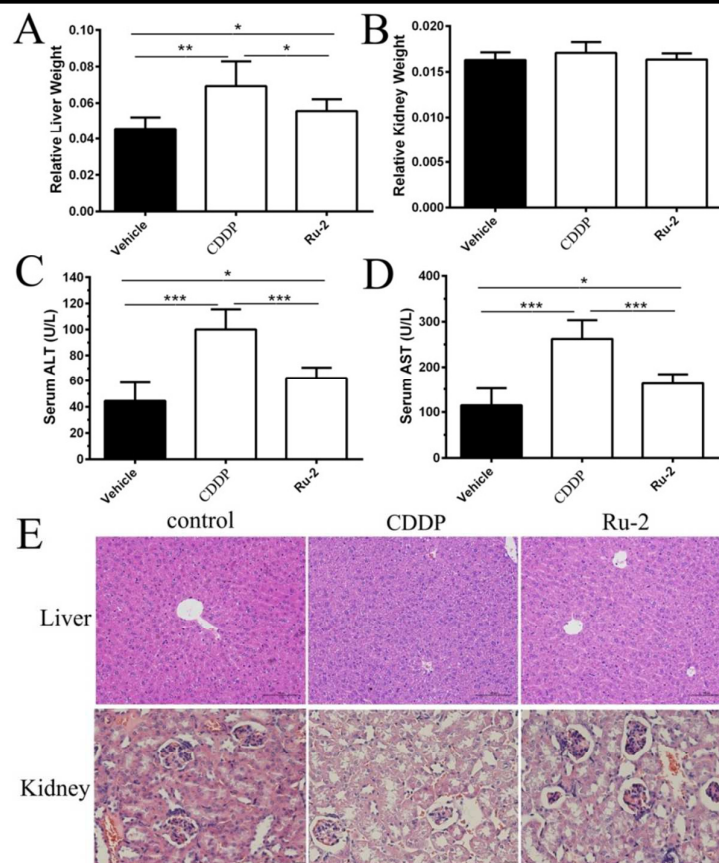 A
Relative Liver Weight
0.10
0.08
0.06
0.04
0.02
0.00
*
** *
Vehicle CDDP Ru-2
B
Relative Kidney Weight
0.020
0.015
0.010
0.005
0.000
Vehicle CDDP Ru-2
C
Serum ALT (U/L)
140
120
100
80
60
40
20
0
*
*** ***
Vehicle CDDP Ru-2
D
Serum AST (U/L)
400
300
200
100
0
*
*** ***
Vehicle CDDP Ru-2
E
control CDDP Ru-2
Liver
Kidney